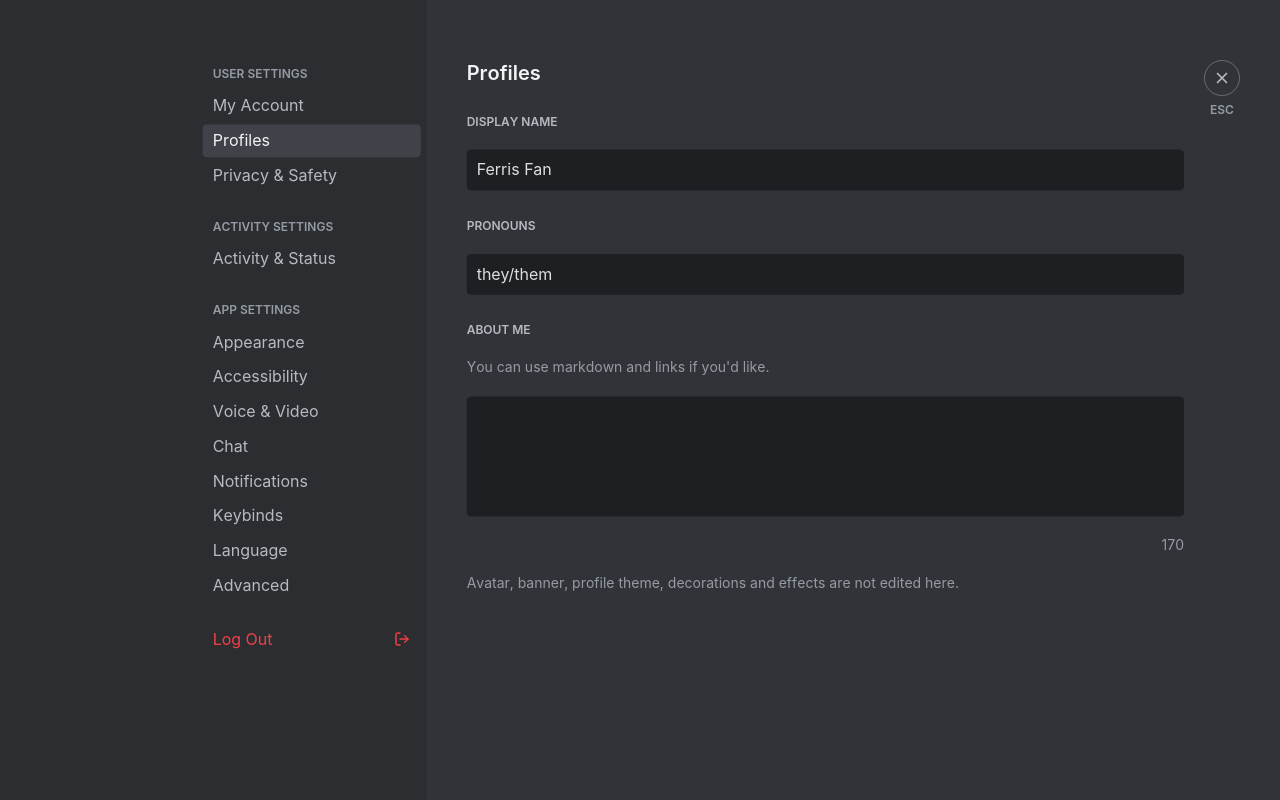 USER SETTINGS
My Account
Profiles
Privacy & Safety
ACTIVITY SETTINGS
Activity & Status
APP SETTINGS
Appearance
Accessibility
Voice & Video
Chat
Notifications
Keybinds
Language
Advanced
Log Out
Profiles
ESC
DISPLAY NAME
Ferris Fan
PRONOUNS
they/them
ABOUT ME
You can use markdown and links if you'd like.
170
Avatar, banner, profile theme, decorations and effects are not edited here.